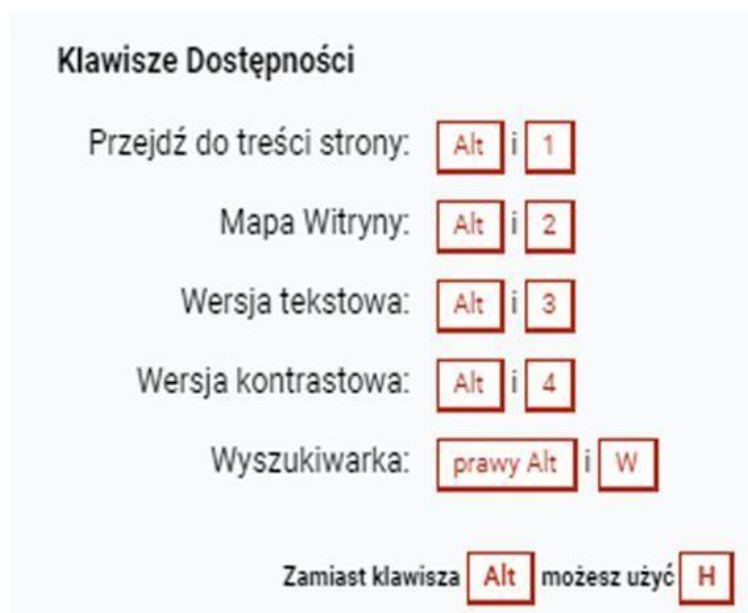 Klawisze Dostępności
Przejdź do treści strony: Alt i 1
Mapa Witryny: Alt i 2
Wersja tekstowa: Alt i 3
Wersja kontrastowa: Alt i 4
Wyszukiwarka: prawy Alt i W
Zamiast klawisza Alt możesz użyć H